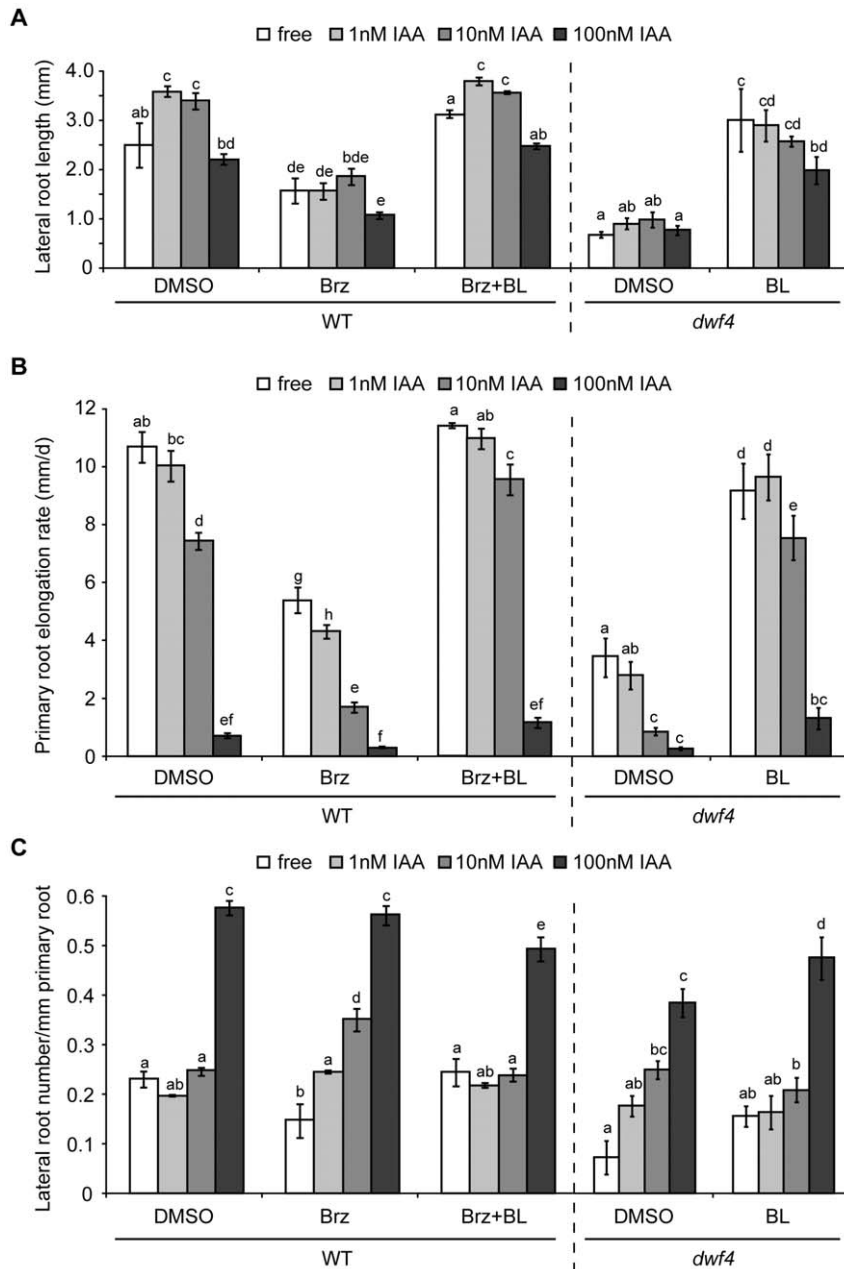 A
free 1nM IAA 10nM IAA 100nM IAA
Lateral root length (mm)
4.0
3.0
2.0
1.0
0
ab c c bd
de de bde e
a c c ab
a ab ab a
c cd cd bd
DMSO Brz Brz+BL DMSO BL
WT dwf4
B
free 1nM IAA 10nM IAA 100nM IAA
Primary root elongation rate (mm/d)
12
10
8
6
4
2
0
ab bc d ef
g h e f
a ab c ef
a ab c c
d d e bc
DMSO Brz Brz+BL DMSO BL
WT dwf4
C
free 1nM IAA 10nM IAA 100nM IAA
Lateral root number/mm primary root
0.6
0.5
0.4
0.3
0.2
0.1
0
a ab a c
b a d c
a ab a e
a ab bc c
ab ab b d
DMSO Brz Brz+BL DMSO BL
WT dwf4